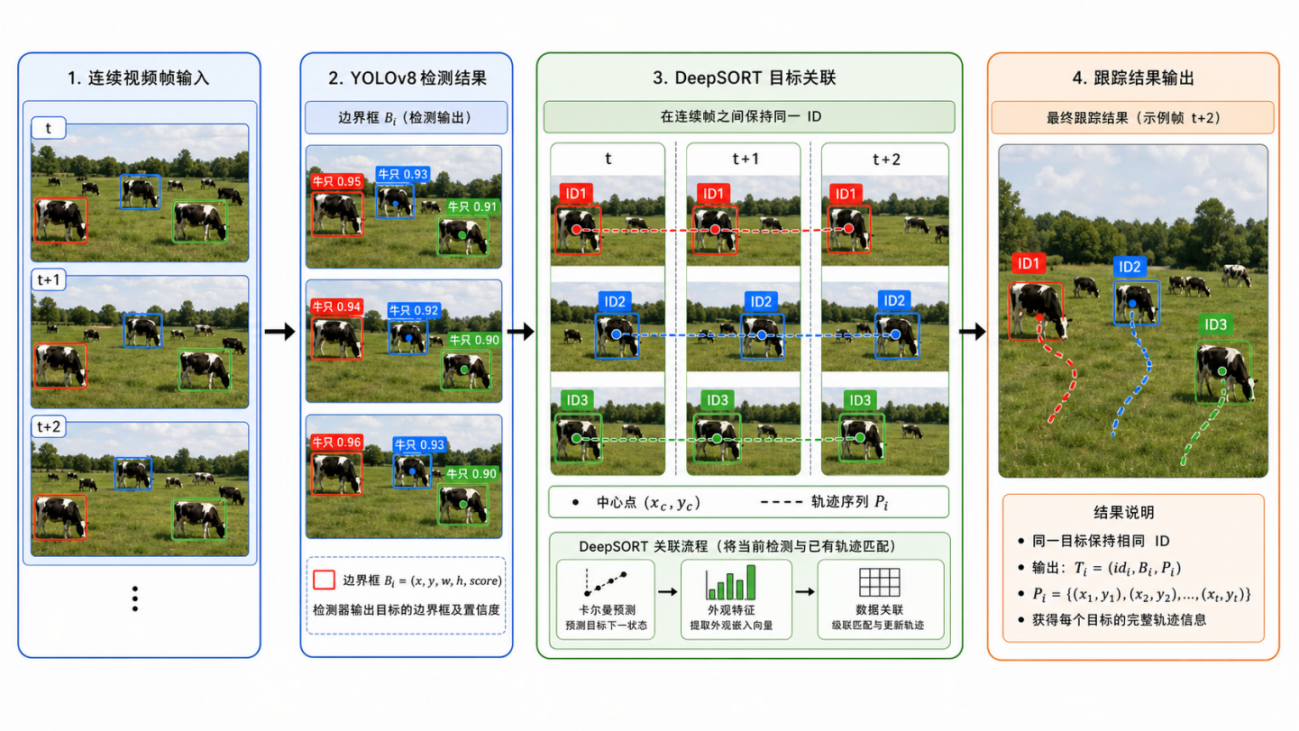 1. 连续视频帧输入
t
t+1
t+2
2. YOLOv8 检测结果
边界框 Bᵢ（检测输出）
牛只 0.95
牛只 0.93
牛只 0.91
牛只 0.94
牛只 0.92
牛只 0.90
牛只 0.96
牛只 0.93
牛只 0.90
边界框 Bᵢ = (x, y, w, h, score)
检测器输出目标的边界框及置信度
3. DeepSORT 目标关联
在连续帧之间保持同一 ID
t
t+1
t+2
ID1
ID1
ID1
ID2
ID2
ID2
ID3
ID3
ID3
中心点 (x_c, y_c)
轨迹序列 Pᵢ
DeepSORT 关联流程（将当前检测与已有轨迹匹配）
卡尔曼预测
预测目标下一状态
外观特征
提取外观嵌入向量
数据关联
级联匹配与更新轨迹
4. 跟踪结果输出
最终跟踪结果（示例帧 t+2）
ID1
ID2
ID3
结果说明
• 同一目标保持相同 ID
• 输出：Tᵢ = (idᵢ, Bᵢ, Pᵢ)
• Pᵢ = {(x₁, y₁), (x₂, y₂), ..., (xₜ, yₜ)}
• 获得每个目标的完整轨迹信息